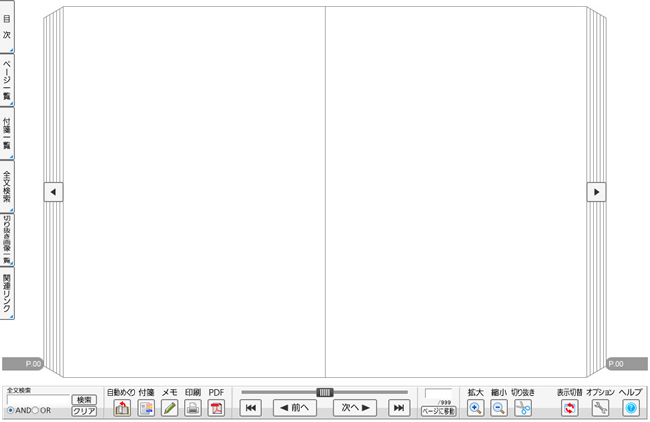 目次
ページ一覧
付箋一覧
全文検索
切り抜き画像一覧
関連リンク
P.00
P.00
全文検索
検索
AND OR
クリア
自動めくり
付箋
メモ
印刷
PDF
前へ
次へ
/999
ページに移動
拡大
縮小
切り抜き
表示切替
オプション
ヘルプ